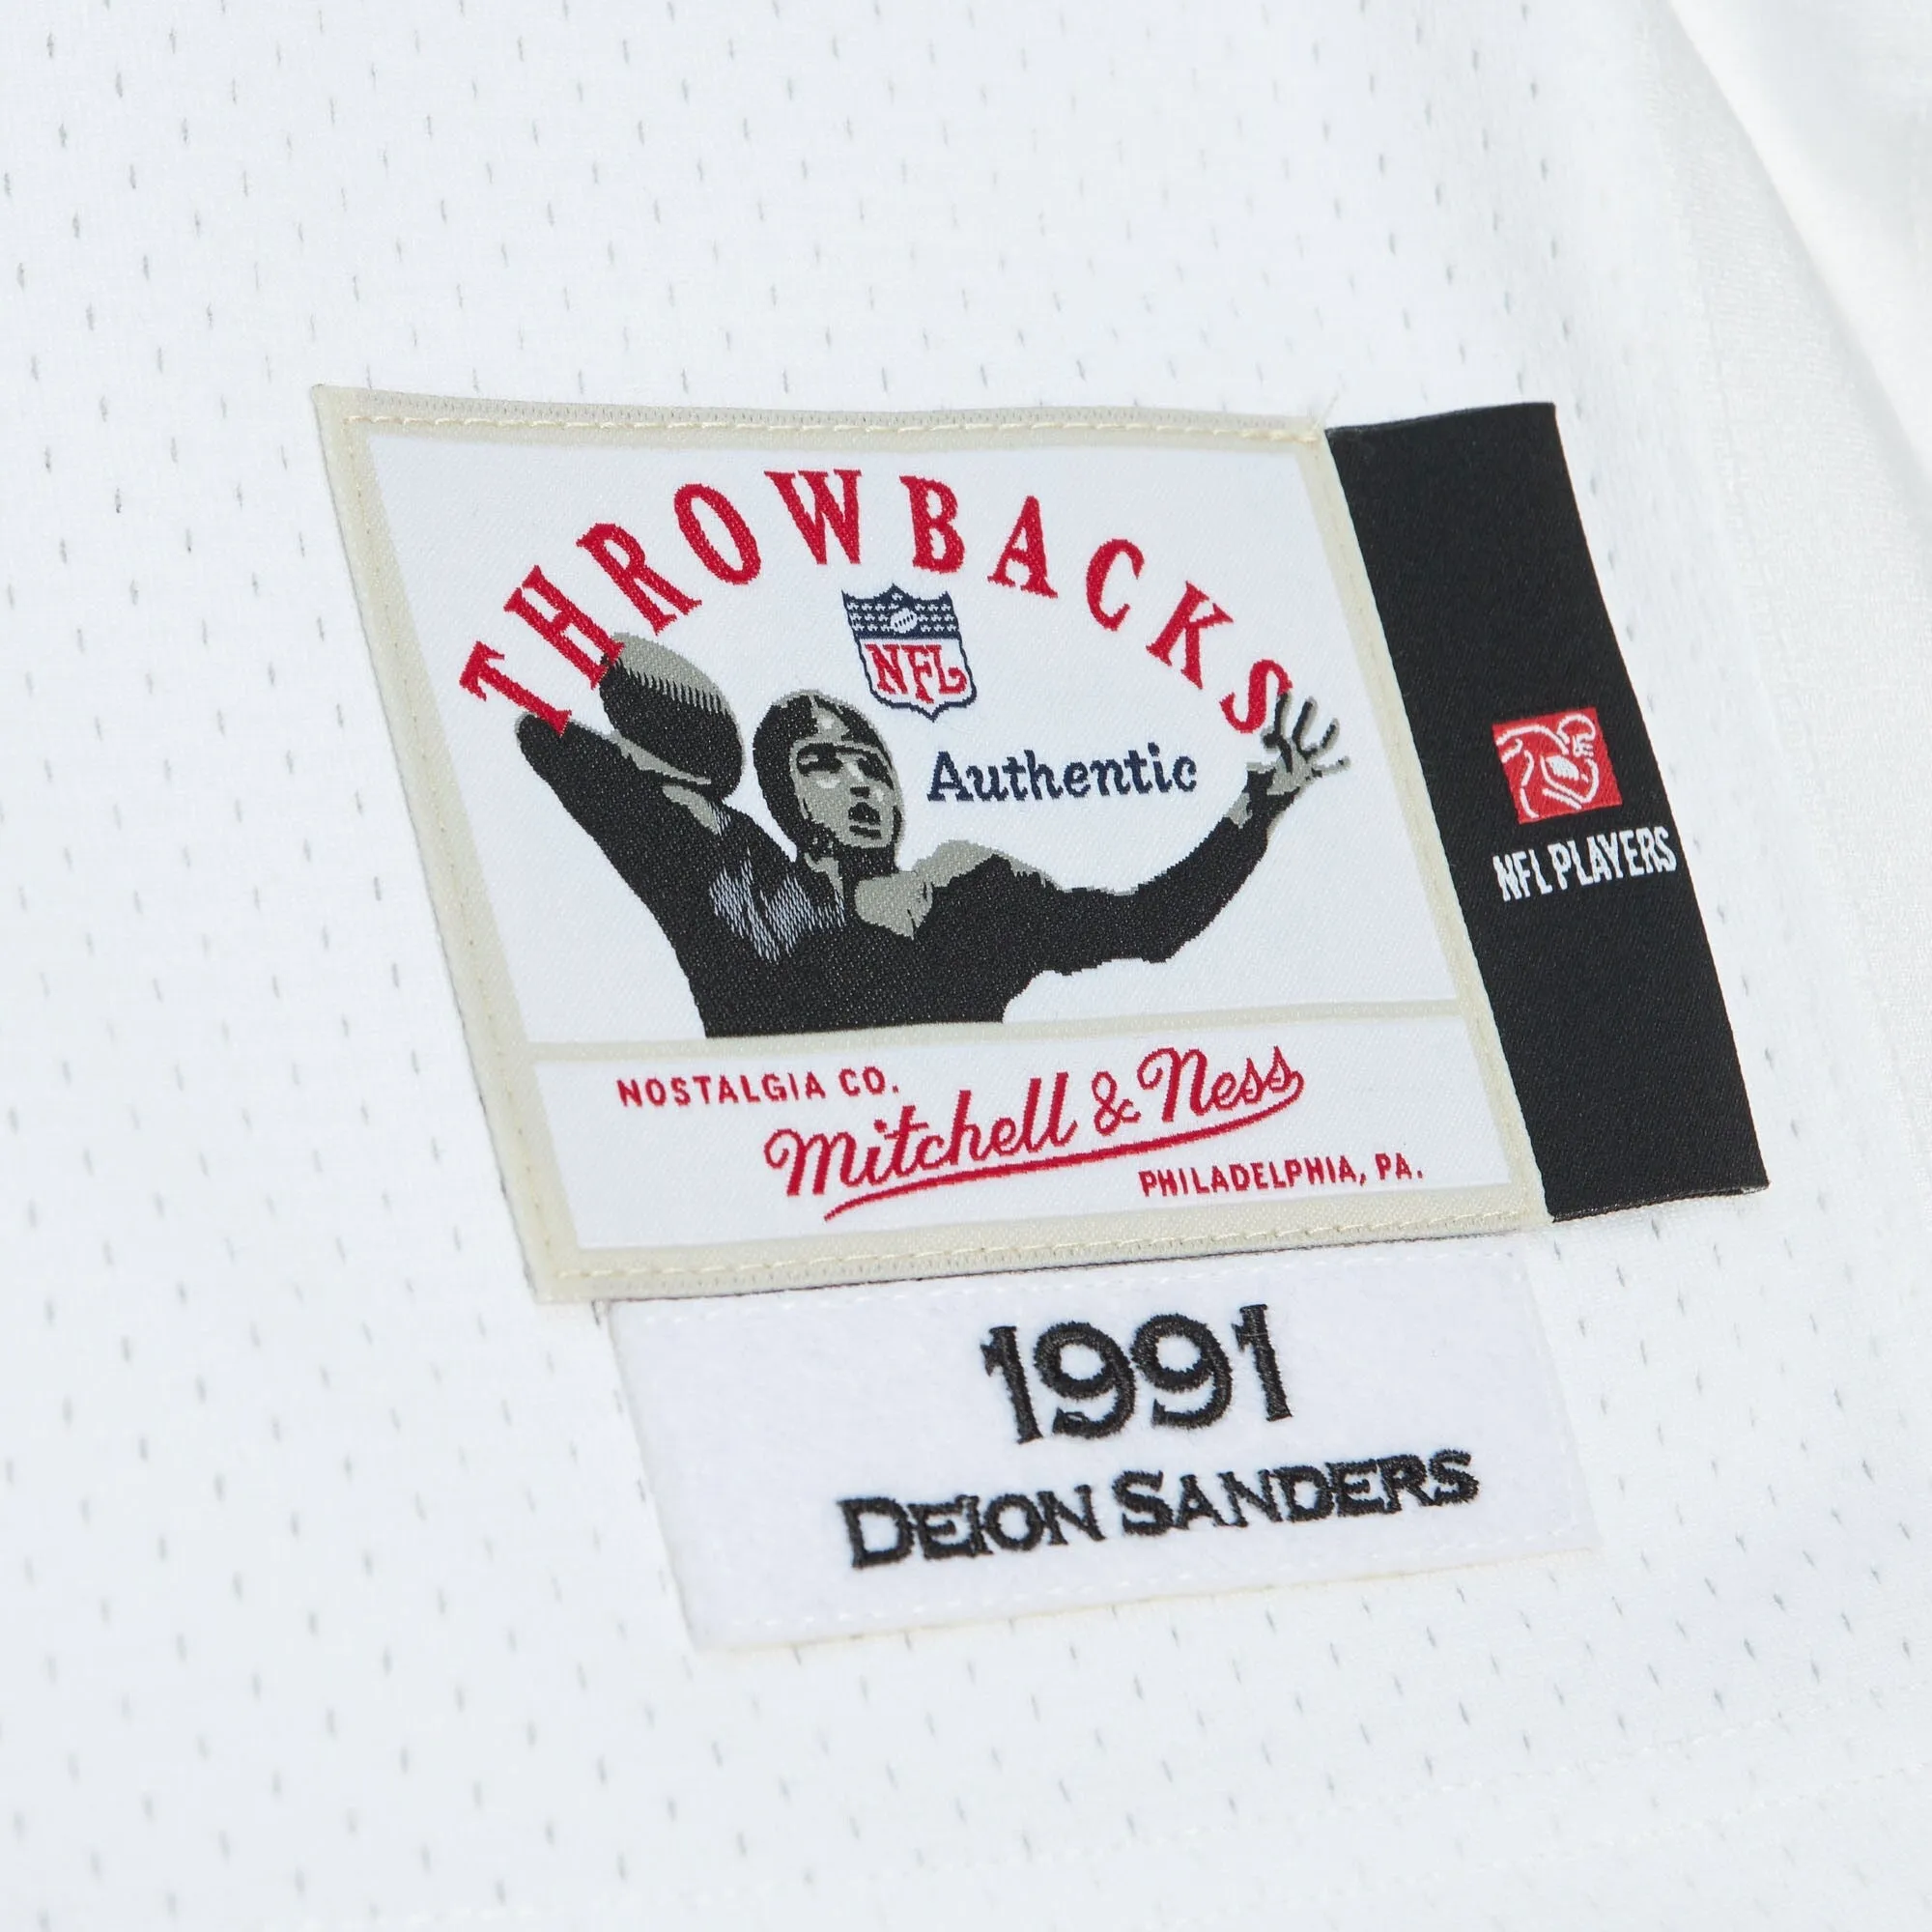 THROWBACKS
NFL
Authentic
NFL PLAYERS
NOSTALGIA CO.
Mitchell & Ness
PHILADELPHIA, PA.
1991
DEION SANDERS